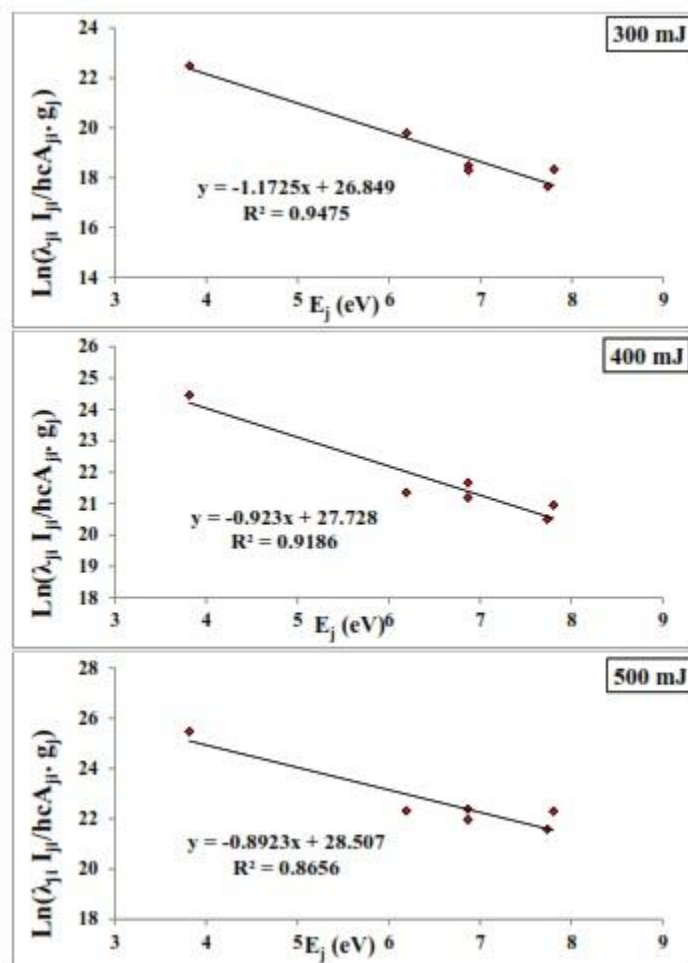 300 mJ
24
22
20
18
16
14
Ln(λⱼᵢ Iⱼᵢ/hcAⱼᵢ. gⱼ)
y = -1.1725x + 26.849
R² = 0.9475
3 4 5 6 7 8 9
Eⱼ (eV)
400 mJ
26
25
24
23
22
21
20
19
18
Ln(λⱼᵢ Iⱼᵢ/hcAⱼᵢ. gⱼ)
y = -0.923x + 27.728
R² = 0.9186
3 4 5 6 7 8 9
Eⱼ (eV)
500 mJ
28
26
24
22
20
18
Ln(λⱼᵢ Iⱼᵢ/hcAⱼᵢ. gⱼ)
y = -0.8923x + 28.507
R² = 0.8656
3 4 5 6 7 8 9
Eⱼ (eV)